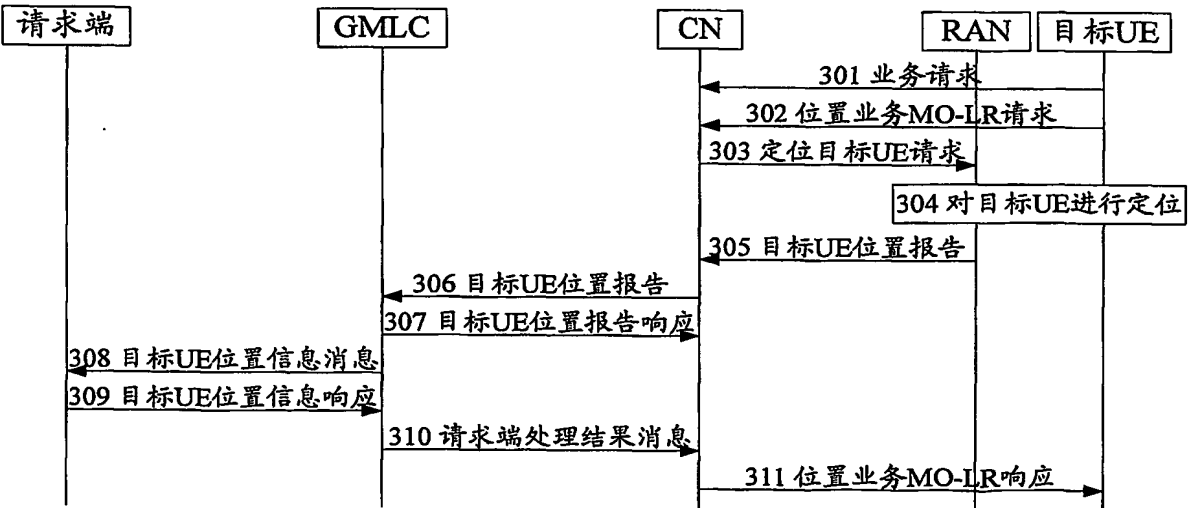 请求端
GMLC
CN
RAN
目标UE
301 业务请求
302 位置业务MO-LR请求
303 定位目标UE请求
304 对目标UE进行定位
305 目标UE位置报告
306 目标UE位置报告
307 目标UE位置报告响应
308 目标UE位置信息消息
309 目标UE位置信息响应
310 请求端处理结果消息
311 位置业务MO-LR响应